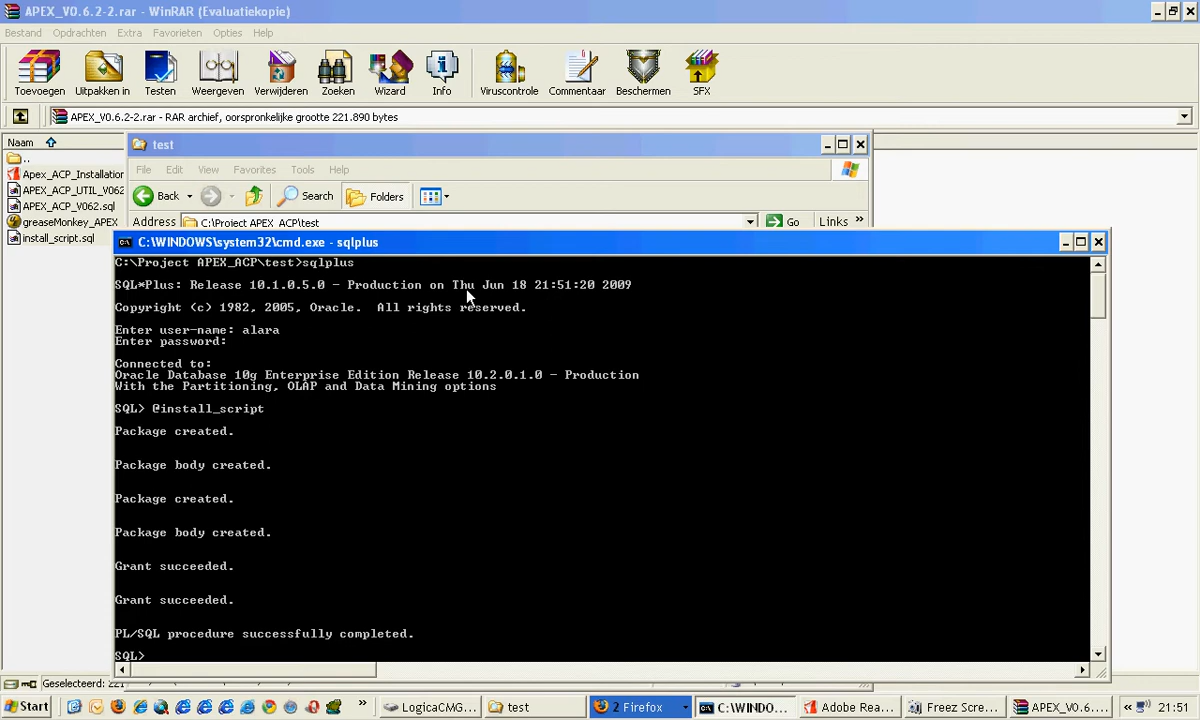 APEX_V0.6.2-2.rar - WinRAR (Evaluatiekopie)
Bestand Opdrachten Extra Favorieten Opties Help
Toevoegen Uitpakken in Testen Weergeven Verwijderen Zoeken Wizard Info Viruscontrole Commentaar Beschermen SFX
APEX_V0.6.2-2.rar - RAR archief, oorspronkelijke grootte 221.890 bytes
Naam
..
Apex_ACP_Installation
APEX_ACP_UTIL_V062
APEX_ACP_V062.sql
greaseMonkey_APEX
install_script.sql
test
File Edit View Favorites Tools Help
Back Search Folders
Address C:\Project APEX_ACP\test Go Links »
C:\WINDOWS\system32\cmd.exe - sqlplus
C:\Project APEX_ACP\test>sqlplus
SQL*Plus: Release 10.1.0.5.0 - Production on Thu Jun 18 21:51:20 2009
Copyright (c) 1982, 2005, Oracle.  All rights reserved.
Enter user-name: alara
Enter password:
Connected to:
Oracle Database 10g Enterprise Edition Release 10.2.0.1.0 - Production
With the Partitioning, OLAP and Data Mining options
SQL> @install_script
Package created.
Package body created.
Package created.
Package body created.
Grant succeeded.
Grant succeeded.
PL/SQL procedure successfully completed.
SQL>
Geselecteerd:
Start » LogicaCMG... test 2 Firefox C:\WINDO... Adobe Rea... Freez Scre... APEX_V0.6.... « 21:51